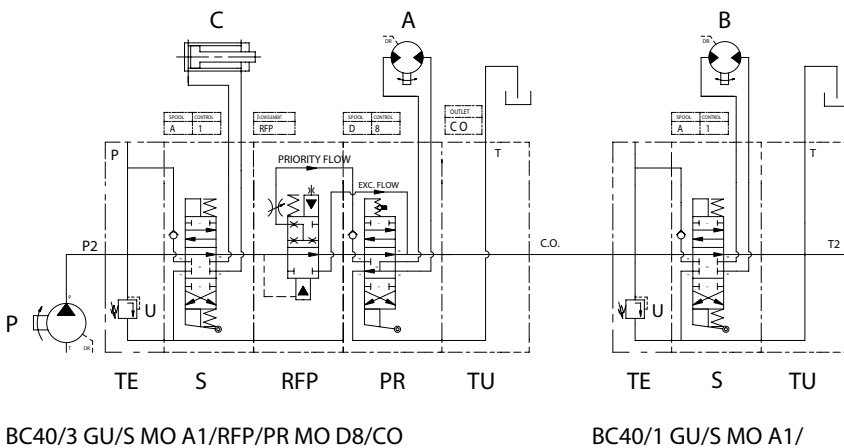 C
A
B
DR
DR
SPOOL CONTROL
A 1
FLOW ELEMENT
RFP
SPOOL CONTROL
D 8
OUTLET
C O
SPOOL CONTROL
A 1
P
PRIORITY FLOW
T
P
T
EXC. FLOW
P2
C.O.
T2
P
P
U
U
T
DR
TE S RFP PR TU
TE S TU
BC40/3 GU/S MO A1/RFP/PR MO D8/CO
BC40/1 GU/S MO A1/